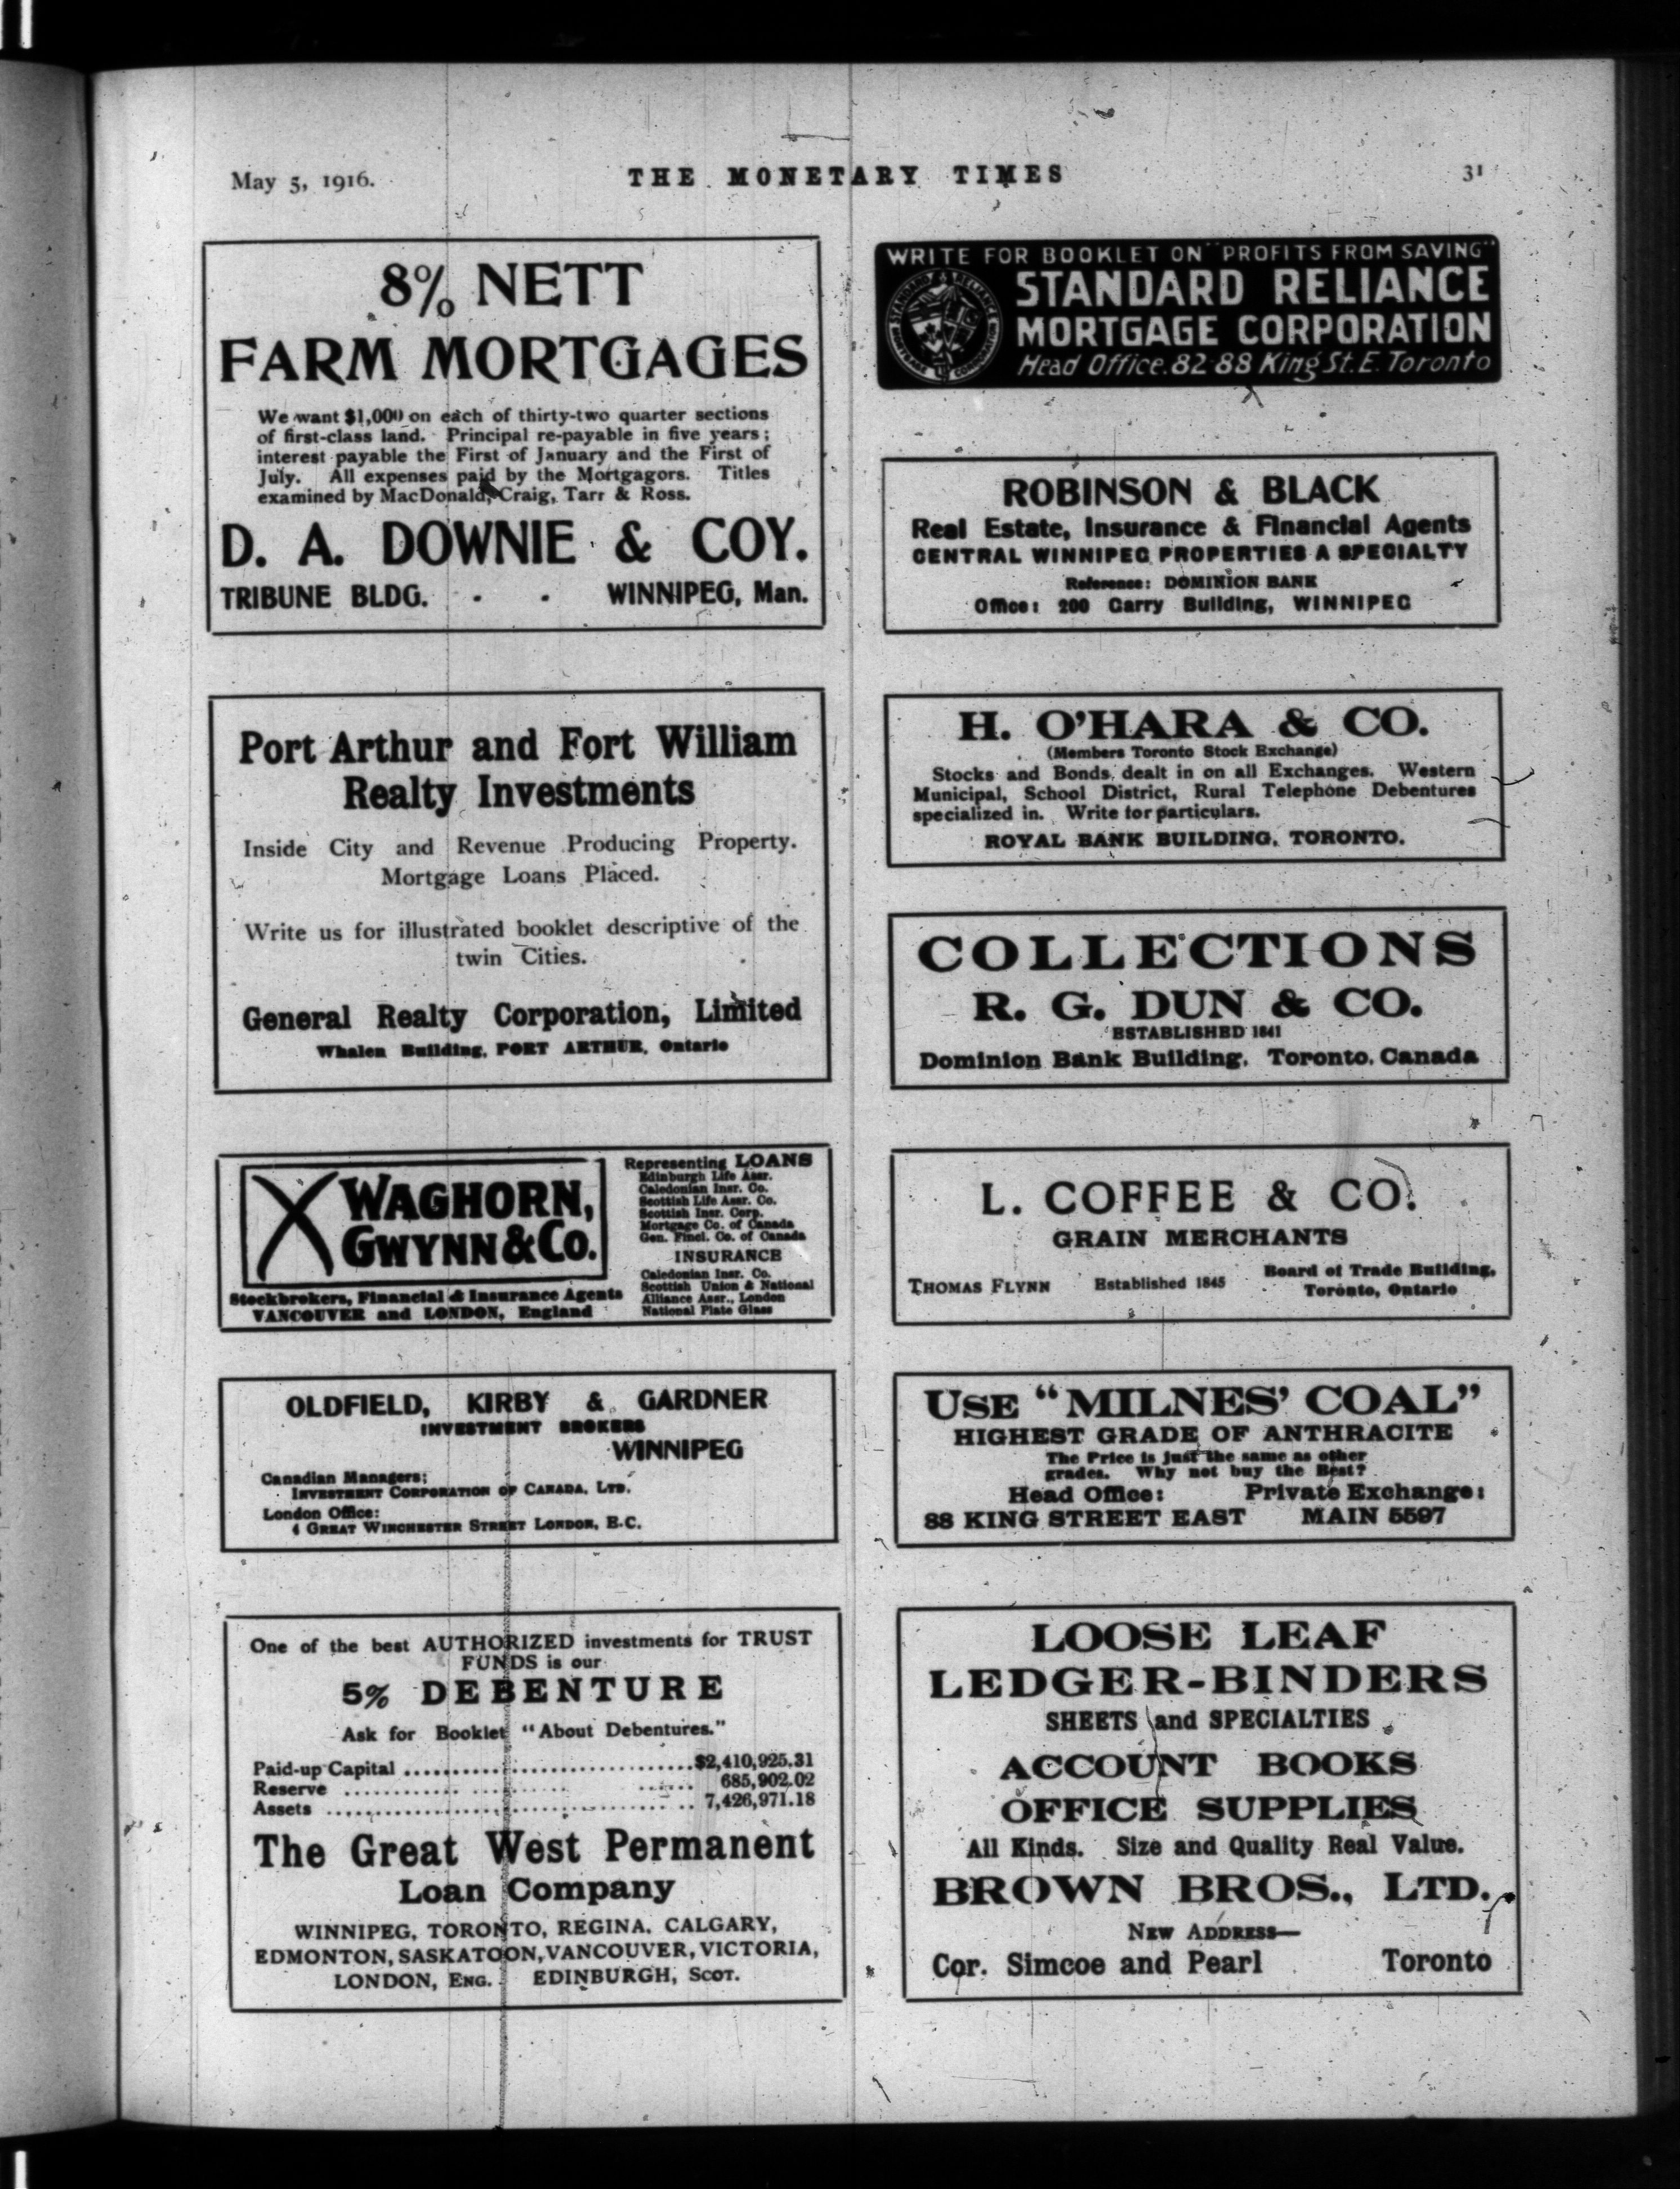 May 5, 1916.
THE MONETARY TIMES
31
8% NETT
FARM MORTGAGES
We want $1,000 on each of thirty-two quarter sections
of first-class land. Principal re-payable in five years;
interest payable the First of January and the First of
July. All expenses paid by the Mortgagors. Titles
examined by MacDonald, Craig, Tarr & Ross.
D. A. DOWNIE & COY.
TRIBUNE BLDG. - - WINNIPEG, Man.
Port Arthur and Fort William
Realty Investments
Inside City and Revenue Producing Property.
Mortgage Loans Placed.
Write us for illustrated booklet descriptive of the
twin Cities.
General Realty Corporation, Limited
Whalen Building, PORT ARTHUR, Ontario
WAGHORN,
GWYNN & CO.
Stockbrokers, Financial & Insurance Agents
VANCOUVER and LONDON, England
Representing LOANS
Edinburgh Life Assr.
Caledonian Insr. Co.
Scottish Life Assr. Co.
Scottish Insr. Corp.
Mortgage Co. of Canada
Gen. Fincl. Co. of Canada
INSURANCE
Caledonian Insr. Co.
Scottish Union & National
Alliance Assr., London
National Plate Glass
OLDFIELD, KIRBY & GARDNER
INVESTMENT BROKERS
WINNIPEG
Canadian Managers:
INVESTMENT CORPORATION OF CANADA, LTD.
London Office:
4 GREAT WINCHESTER STREET LONDON, E.C.
One of the best AUTHORIZED investments for TRUST
FUNDS is our
5% DEBENTURE
Ask for Booklet "About Debentures."
Paid-up Capital ........ $2,410,925.31
Reserve ........ 685,902.02
Assets ........ 7,426,971.18
The Great West Permanent
Loan Company
WINNIPEG, TORONTO, REGINA, CALGARY,
EDMONTON, SASKATOON, VANCOUVER, VICTORIA,
LONDON, ENG. EDINBURGH, SCOT.
WRITE FOR BOOKLET ON "PROFITS FROM SAVING"
STANDARD RELIANCE
MORTGAGE CORPORATION
Head Office. 82-88 King St. E. Toronto
ROBINSON & BLACK
Real Estate, Insurance & Financial Agents
CENTRAL WINNIPEG PROPERTIES A SPECIALTY
Reference: DOMINION BANK
Office: 200 Garry Building, WINNIPEG
H. O'HARA & CO.
(Members Toronto Stock Exchange)
Stocks and Bonds dealt in on all Exchanges. Western
Municipal, School District, Rural Telephone Debentures
specialized in. Write for particulars.
ROYAL BANK BUILDING, TORONTO.
COLLECTIONS
R. G. DUN & CO.
ESTABLISHED 1841
Dominion Bank Building, Toronto, Canada
L. COFFEE & CO.
GRAIN MERCHANTS
THOMAS FLYNN Established 1845 Board of Trade Building,
Toronto, Ontario
USE "MILNES' COAL"
HIGHEST GRADE OF ANTHRACITE
The Price is just the same as other
grades. Why not buy the Best?
Head Office: Private Exchange:
88 KING STREET EAST MAIN 5597
LOOSE LEAF
LEDGER-BINDERS
SHEETS and SPECIALTIES
ACCOUNT BOOKS
OFFICE SUPPLIES
All Kinds. Size and Quality Real Value.
BROWN BROS., LTD.
NEW ADDRESS—
Cor. Simcoe and Pearl Toronto